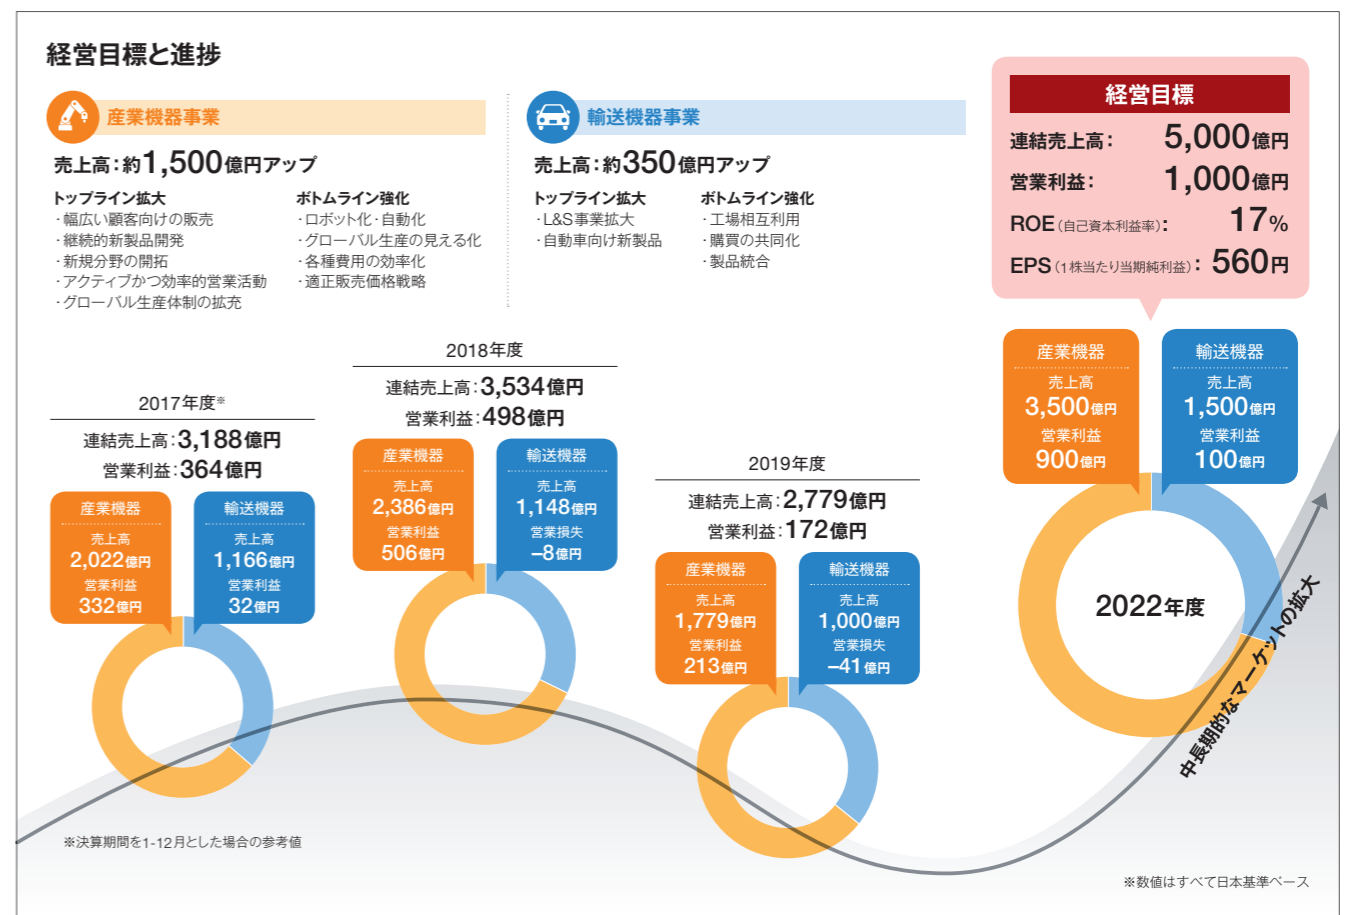 経営目標と進捗
産業機器事業
売上高：約1,500億円アップ
トップライン拡大
・幅広い顧客向けの販売
・継続的新製品開発
・新規分野の開拓
・アクティブかつ効率的営業活動
・グローバル生産体制の拡充
ボトムライン強化
・ロボット化・自動化
・グローバル生産の見える化
・各種費用の効率化
・適正販売価格戦略
輸送機器事業
売上高：約350億円アップ
トップライン拡大
・L&S事業拡大
・自動車向け新製品
ボトムライン強化
・工場相互利用
・購買の共同化
・製品統合
経営目標
連結売上高： 5,000億円
営業利益： 1,000億円
ROE（自己資本利益率）： 17%
EPS（1株当たり当期純利益）： 560円
2017年度※
連結売上高：3,188億円
営業利益：364億円
産業機器
売上高
2,022億円
営業利益
332億円
輸送機器
売上高
1,166億円
営業利益
32億円
2018年度
連結売上高：3,534億円
営業利益：498億円
産業機器
売上高
2,386億円
営業利益
506億円
輸送機器
売上高
1,148億円
営業損失
–8億円
2019年度
連結売上高：2,779億円
営業利益：172億円
産業機器
売上高
1,779億円
営業利益
213億円
輸送機器
売上高
1,000億円
営業損失
–41億円
産業機器
売上高
3,500億円
営業利益
900億円
輸送機器
売上高
1,500億円
営業利益
100億円
2022年度
中長期的なマーケットの拡大
※決算期間を1-12月とした場合の参考値
※数値はすべて日本基準ベース